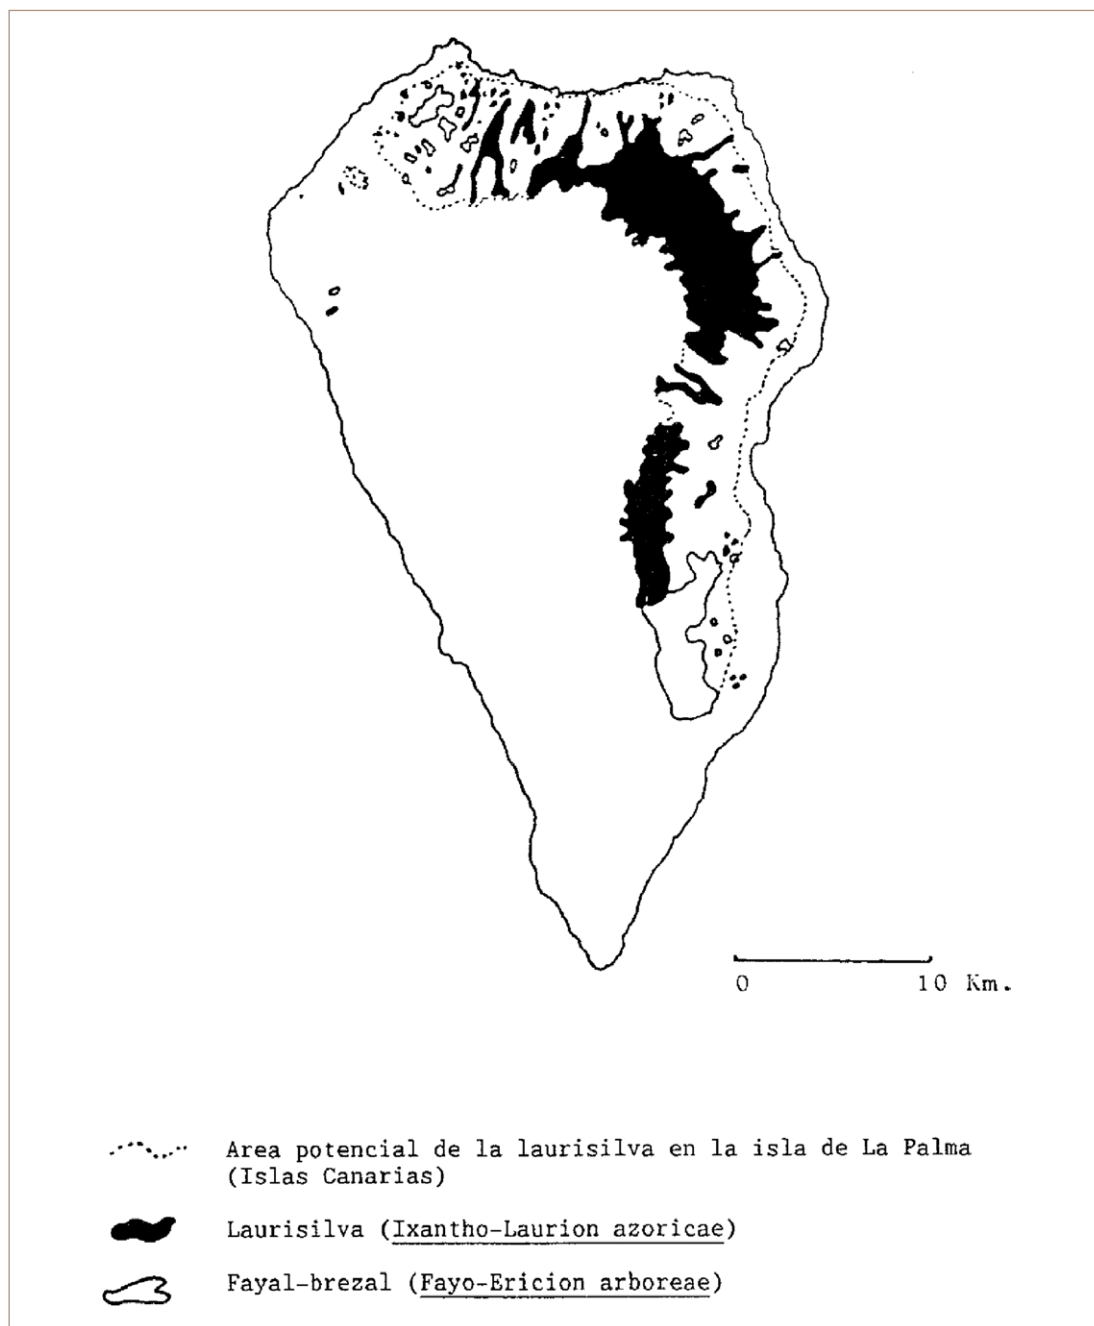 0 10 Km.
Area potencial de la laurisilva en la isla de La Palma
(Islas Canarias)
Laurisilva (Ixantho-Laurion azoricae)
Fayal-brezal (Fayo-Ericion arboreae)